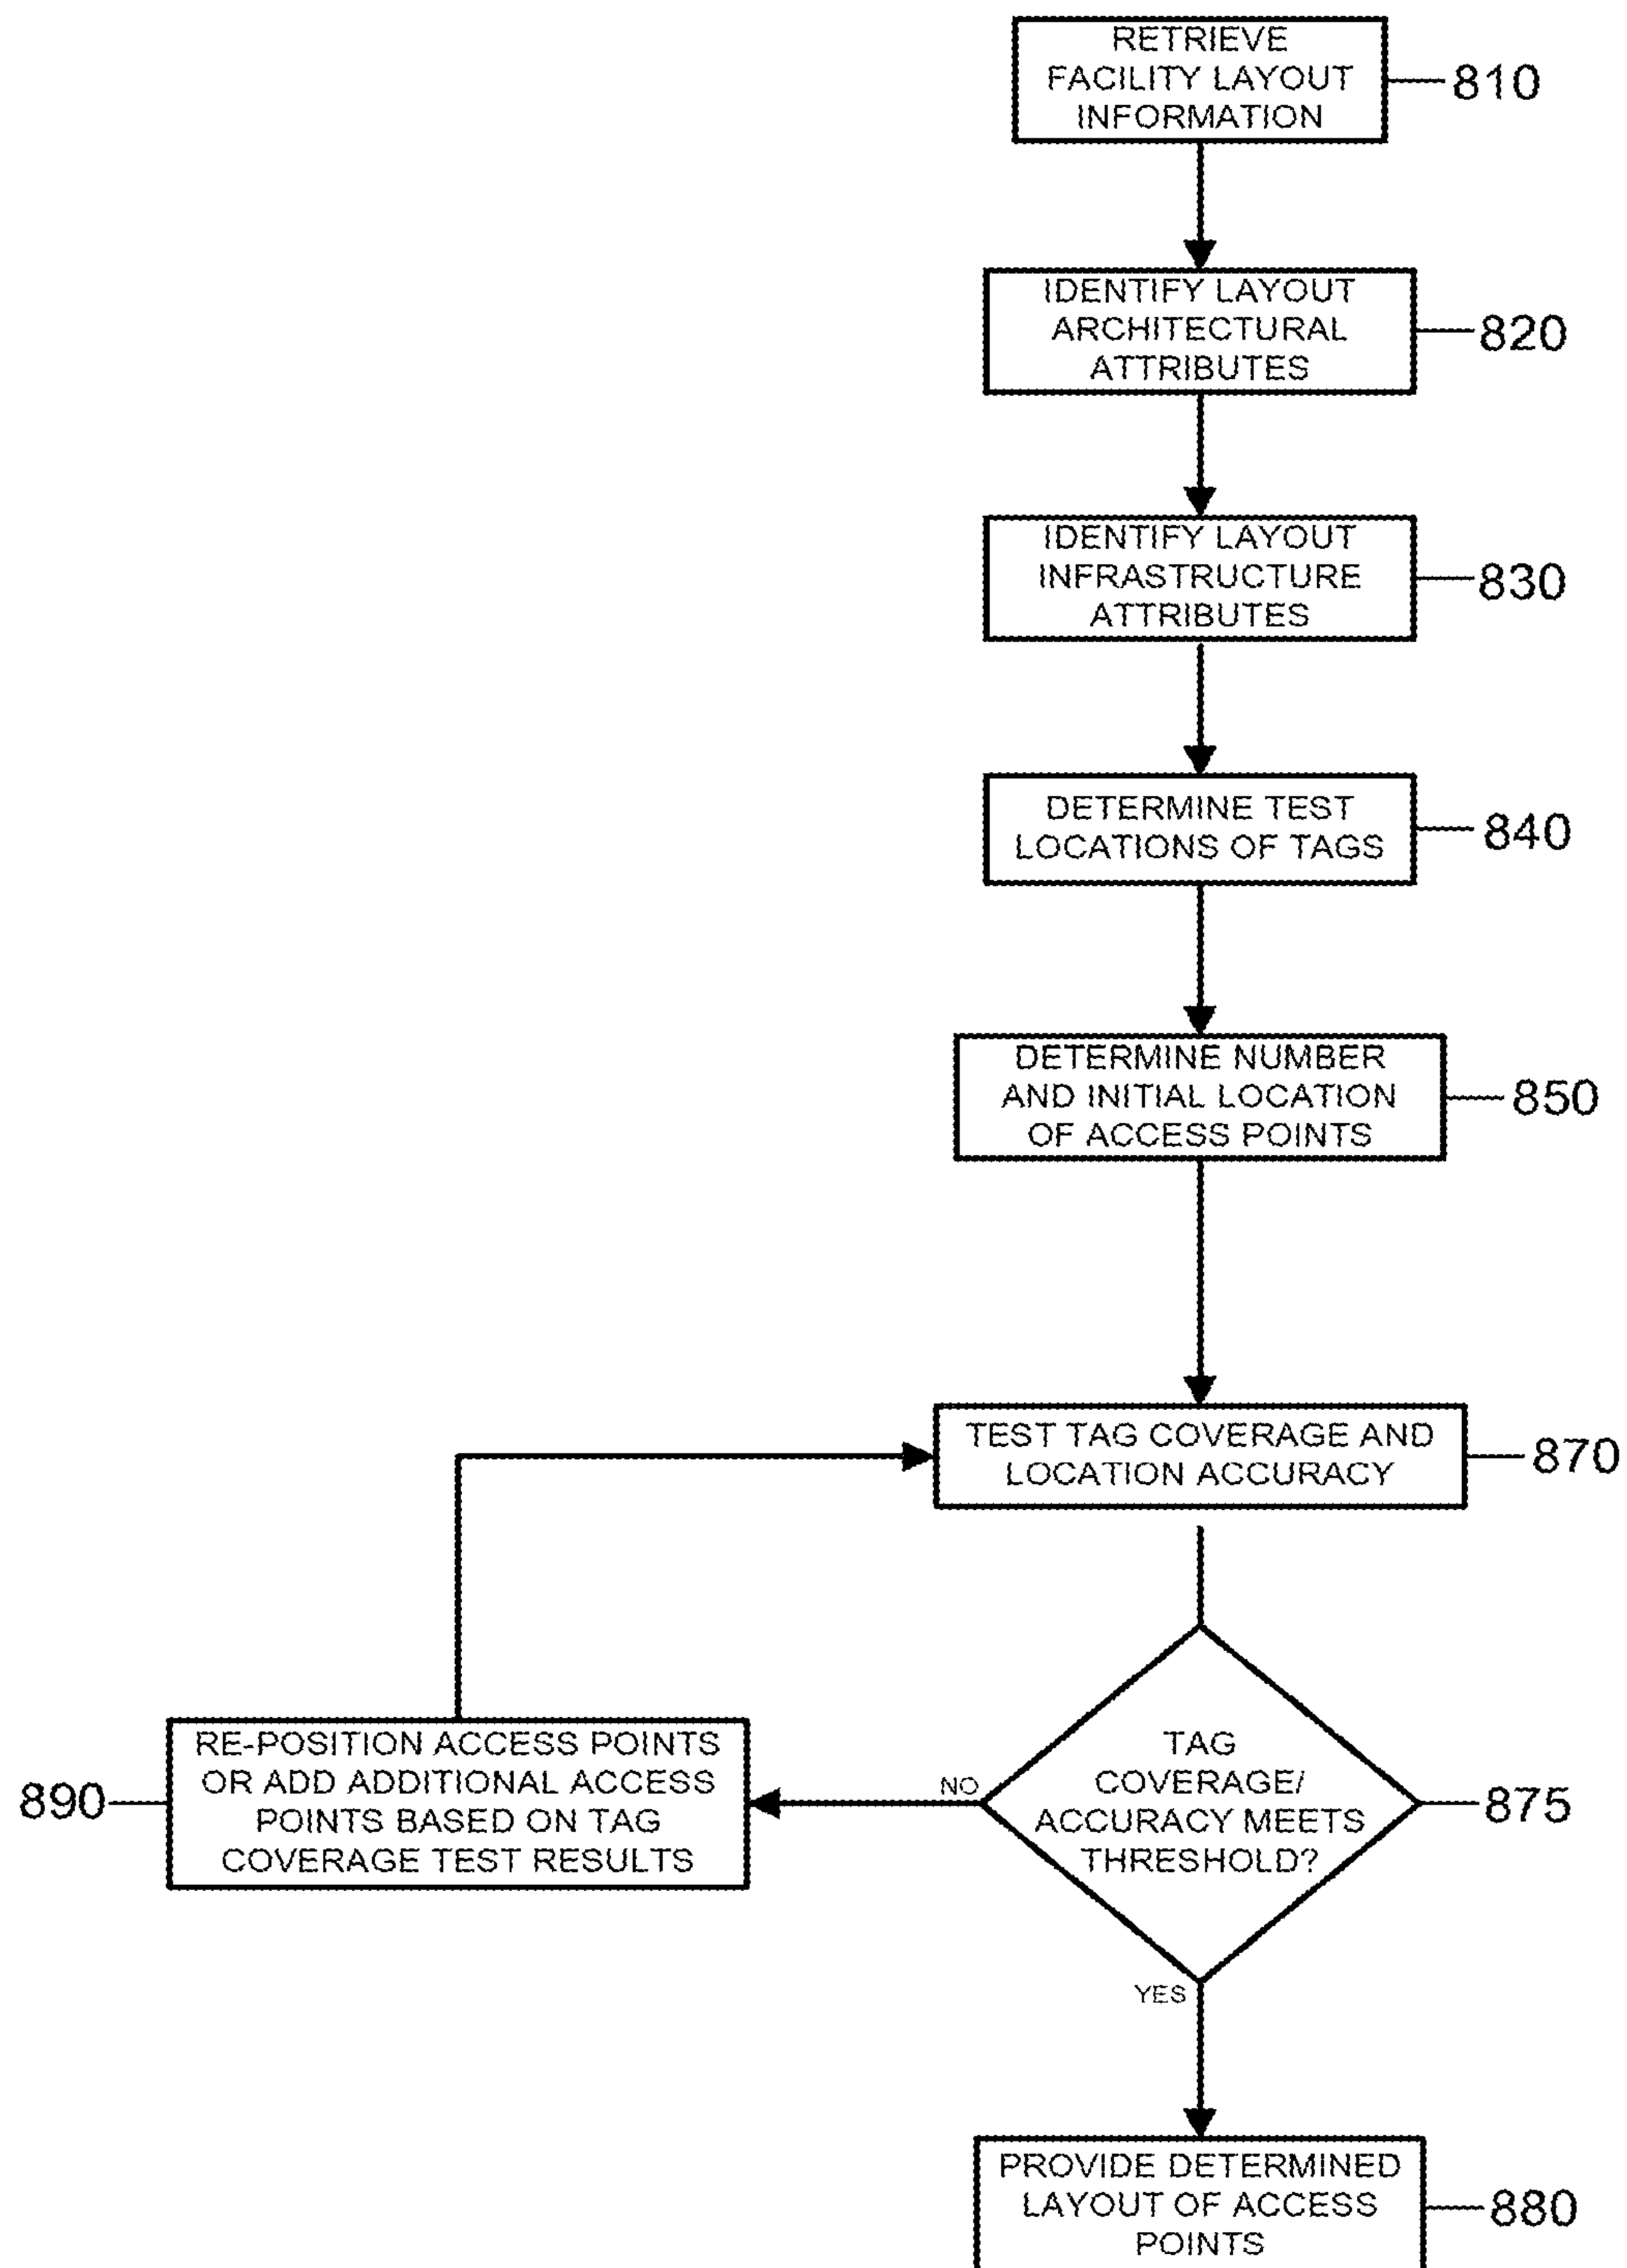 RETRIEVE
FACILITY LAYOUT
INFORMATION
810
IDENTIFY LAYOUT
ARCHITECTURAL
ATTRIBUTES
820
IDENTIFY LAYOUT
INFRASTRUCTURE
ATTRIBUTES
830
DETERMINE TEST
LOCATIONS OF TAGS
840
DETERMINE NUMBER
AND INITIAL LOCATION
OF ACCESS POINTS
850
TEST TAG COVERAGE AND
LOCATION ACCURACY
870
TAG
COVERAGE/
ACCURACY MEETS
THRESHOLD?
875
NO
RE-POSITION ACCESS POINTS
OR ADD ADDITIONAL ACCESS
POINTS BASED ON TAG
COVERAGE TEST RESULTS
890
YES
PROVIDE DETERMINED
LAYOUT OF ACCESS
POINTS
880